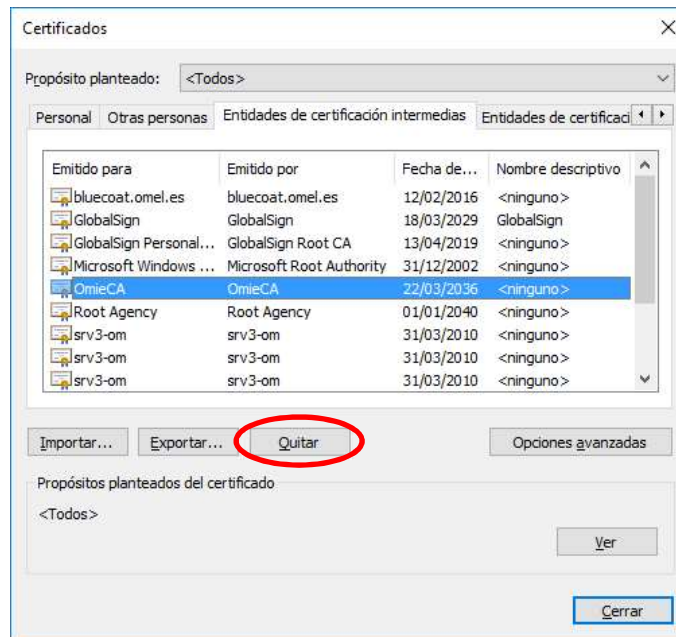 Certificados
Propósito planteado: <Todos>
Personal Otras personas Entidades de certificación intermedias Entidades de certificaci
Emitido para Emitido por Fecha de... Nombre descriptivo
bluecoat.omel.es bluecoat.omel.es 12/02/2016 <ninguno>
GlobalSign GlobalSign 18/03/2029 GlobalSign
GlobalSign Personal... GlobalSign Root CA 13/04/2019 <ninguno>
Microsoft Windows ... Microsoft Root Authority 31/12/2002 <ninguno>
OmieCA OmieCA 22/03/2036 <ninguno>
Root Agency Root Agency 01/01/2040 <ninguno>
srv3-om srv3-om 31/03/2010 <ninguno>
srv3-om srv3-om 31/03/2010 <ninguno>
srv3-om srv3-om 31/03/2010 <ninguno>
Importar... Exportar... Quitar Opciones avanzadas
Propósitos planteados del certificado
<Todos>
Ver
Cerrar